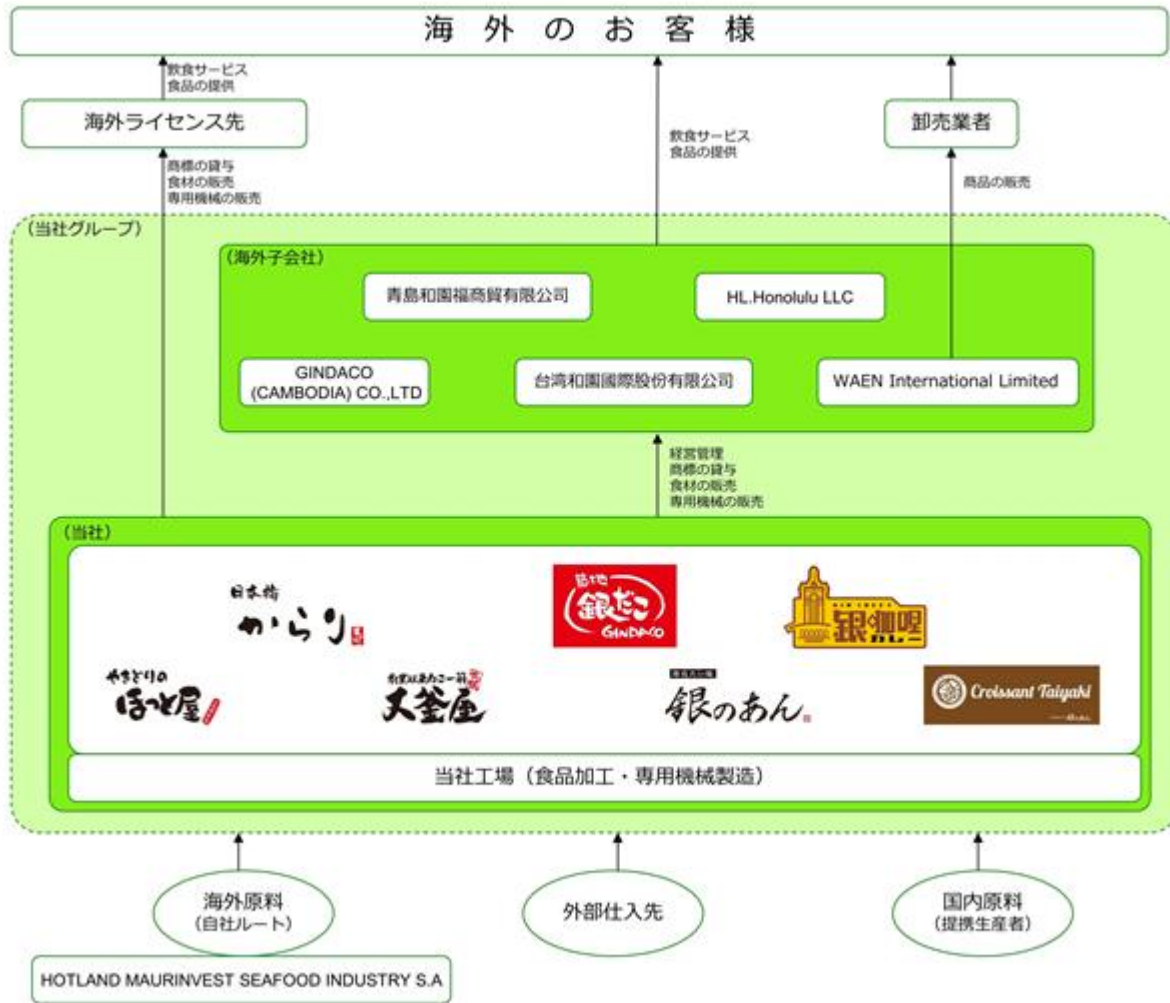 海外のお客様
飲食サービス
食品の提供
海外ライセンス先
卸売業者
飲食サービス
食品の提供
商標の貸与
食材の販売
専用機械の販売
商品の販売
（当社グループ）
（海外子会社）
青島和園福商貿有限公司
HL.Honolulu LLC
GINDACO
(CAMBODIA) CO.,LTD
台湾和園國際股份有限公司
WAEN International Limited
経営管理
商標の貸与
食材の販売
専用機械の販売
（当社）
日本橋
からり
築地
銀だこ
GINDACO
銀咖喱
カレー
やきとりの
ほっと屋
大釜屋
銀のあん
Croissant Taiyaki
当社工場（食品加工・専用機械製造）
海外原料
（自社ルート）
外部仕入先
国内原料
（提携生産者）
HOTLAND MAURINVEST SEAFOOD INDUSTRY S.A